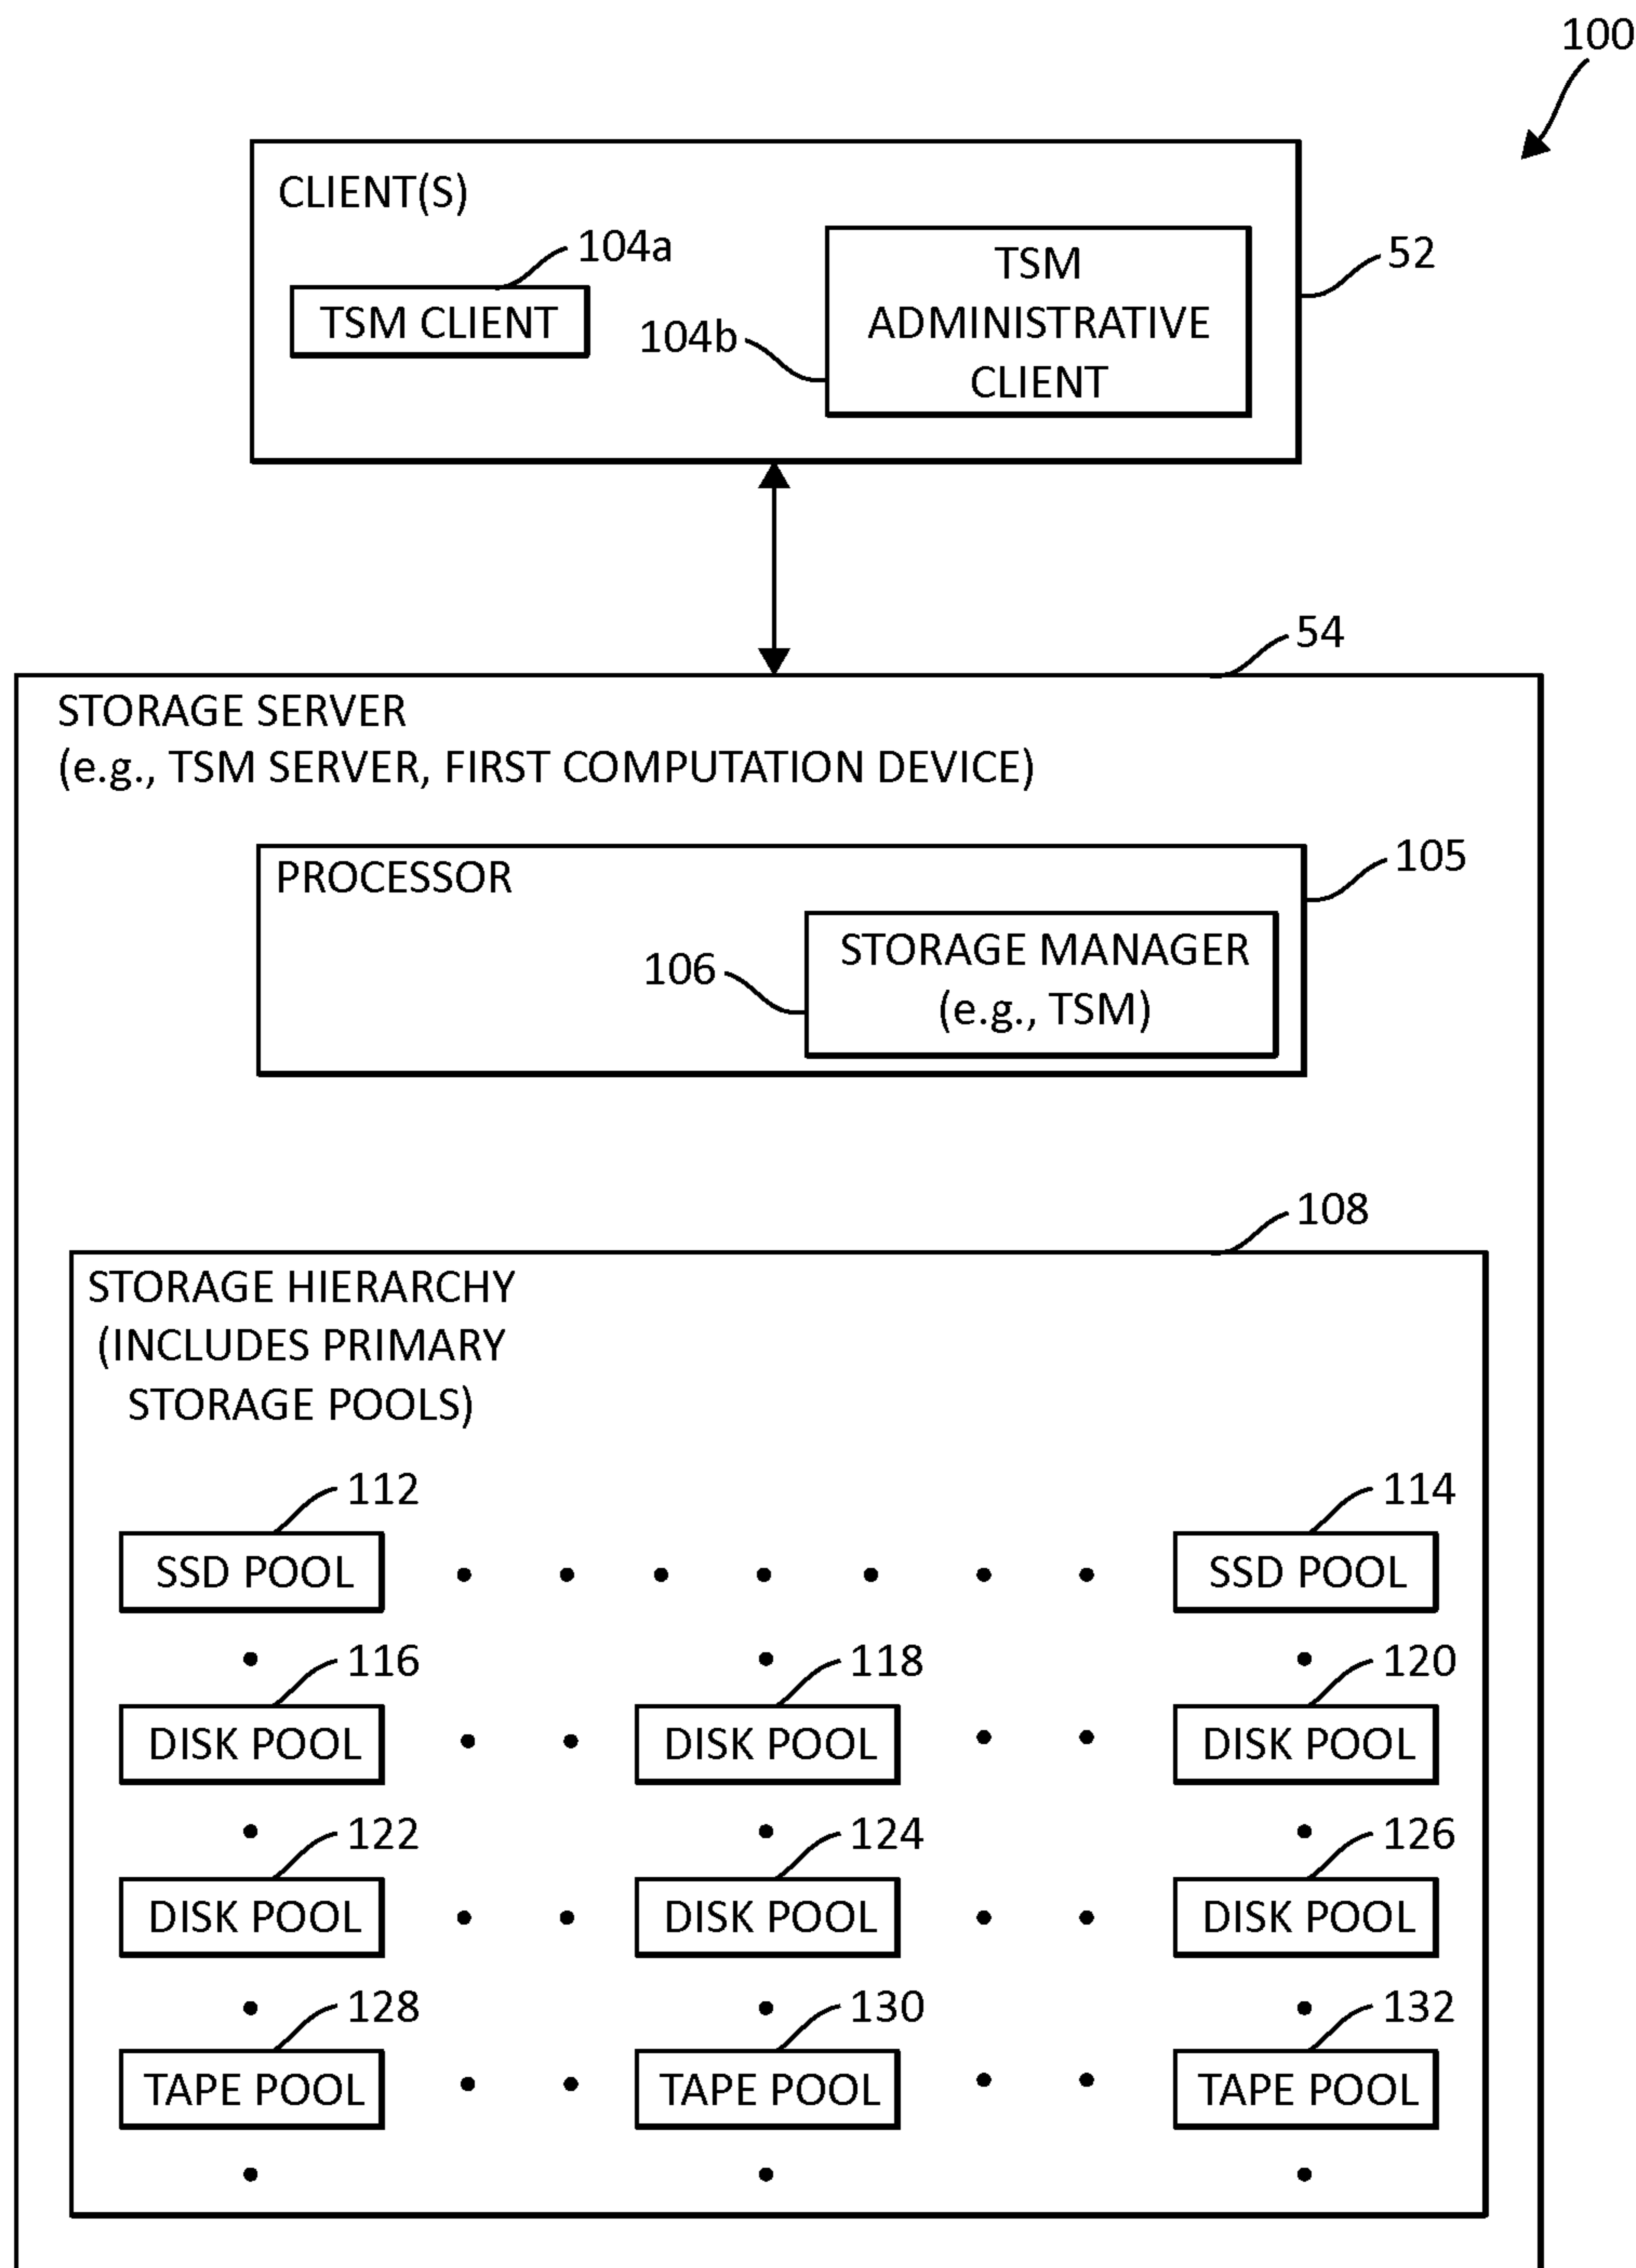 100
CLIENT(S)
104a
TSM CLIENT
104b
TSM
ADMINISTRATIVE
CLIENT
52
54
STORAGE SERVER
(e.g., TSM SERVER, FIRST COMPUTATION DEVICE)
105
PROCESSOR
106
STORAGE MANAGER
(e.g., TSM)
108
STORAGE HIERARCHY
(INCLUDES PRIMARY
STORAGE POOLS)
112
114
SSD POOL
SSD POOL
116
118
120
DISK POOL
DISK POOL
DISK POOL
122
124
126
DISK POOL
DISK POOL
DISK POOL
128
130
132
TAPE POOL
TAPE POOL
TAPE POOL